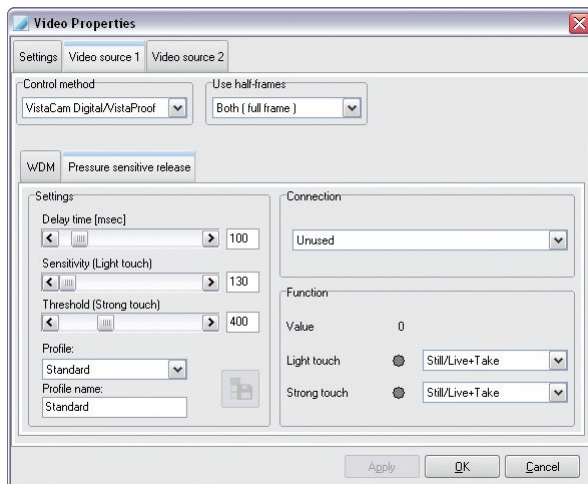 Video Properties
Settings Video source 1 Video source 2
Control method
VistaCam Digital/VistaProof
Use half-frames
Both ( full frame )
WDM Pressure sensitive release
Settings
Delay time [msec]
100
Sensitivity (Light touch)
130
Threshold (Strong touch)
400
Profile:
Standard
Profile name:
Standard
Connection
Unused
Function
Value 0
Light touch Still/Live+Take
Strong touch Still/Live+Take
Apply OK Cancel